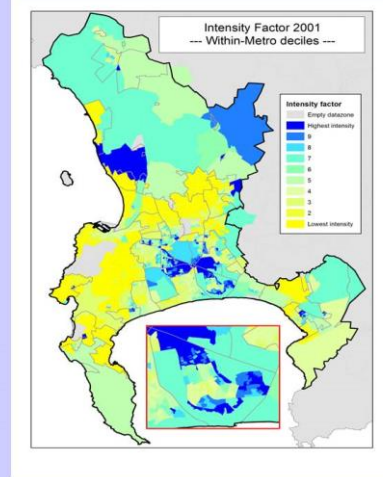 Intensity Factor 2001
--- Within-Metro deciles ---
Intensity factor
Empty datazone
Highest intensity
9
8
7
6
5
4
3
2
Lowest intensity